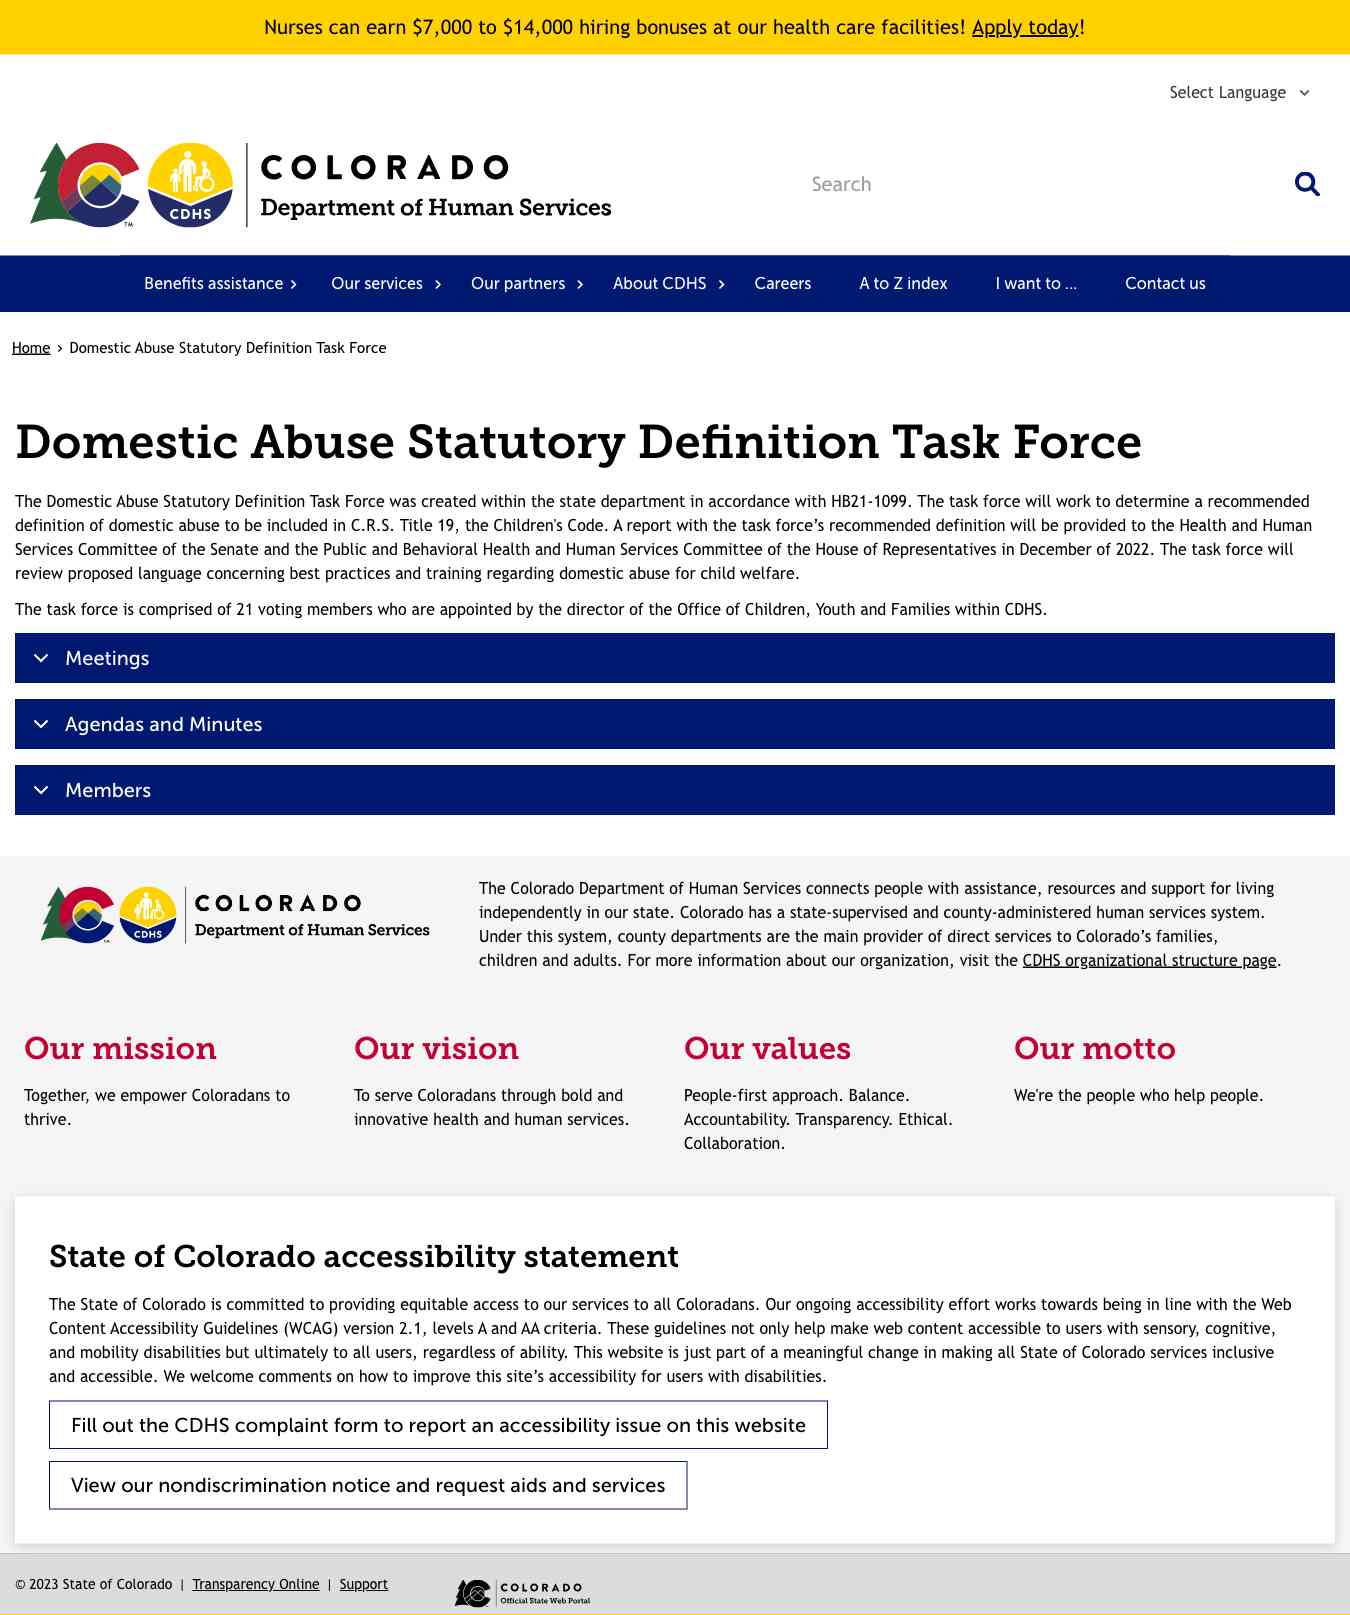 Nurses can earn $7,000 to $14,000 hiring bonuses at our health care facilities! Apply today!
Select Language
CDHS
TM
COLORADO
Department of Human Services
Search
Benefits assistance
Our services
Our partners
About CDHS
Careers
A to Z index
I want to ...
Contact us
Home › Domestic Abuse Statutory Definition Task Force
Domestic Abuse Statutory Definition Task Force
The Domestic Abuse Statutory Definition Task Force was created within the state department in accordance with HB21-1099. The task force will work to determine a recommended
definition of domestic abuse to be included in C.R.S. Title 19, the Children's Code. A report with the task force’s recommended definition will be provided to the Health and Human
Services Committee of the Senate and the Public and Behavioral Health and Human Services Committee of the House of Representatives in December of 2022. The task force will
review proposed language concerning best practices and training regarding domestic abuse for child welfare.
The task force is comprised of 21 voting members who are appointed by the director of the Office of Children, Youth and Families within CDHS.
Meetings
Agendas and Minutes
Members
CDHS
COLORADO
Department of Human Services
The Colorado Department of Human Services connects people with assistance, resources and support for living
independently in our state. Colorado has a state-supervised and county-administered human services system.
Under this system, county departments are the main provider of direct services to Colorado’s families,
children and adults. For more information about our organization, visit the CDHS organizational structure page.
Our mission
Together, we empower Coloradans to
thrive.
Our vision
To serve Coloradans through bold and
innovative health and human services.
Our values
People-first approach. Balance.
Accountability. Transparency. Ethical.
Collaboration.
Our motto
We're the people who help people.
State of Colorado accessibility statement
The State of Colorado is committed to providing equitable access to our services to all Coloradans. Our ongoing accessibility effort works towards being in line with the Web
Content Accessibility Guidelines (WCAG) version 2.1, levels A and AA criteria. These guidelines not only help make web content accessible to users with sensory, cognitive,
and mobility disabilities but ultimately to all users, regardless of ability. This website is just part of a meaningful change in making all State of Colorado services inclusive
and accessible. We welcome comments on how to improve this site’s accessibility for users with disabilities.
Fill out the CDHS complaint form to report an accessibility issue on this website
View our nondiscrimination notice and request aids and services
© 2023 State of Colorado | Transparency Online | Support
COLORADO
Official State Web Portal